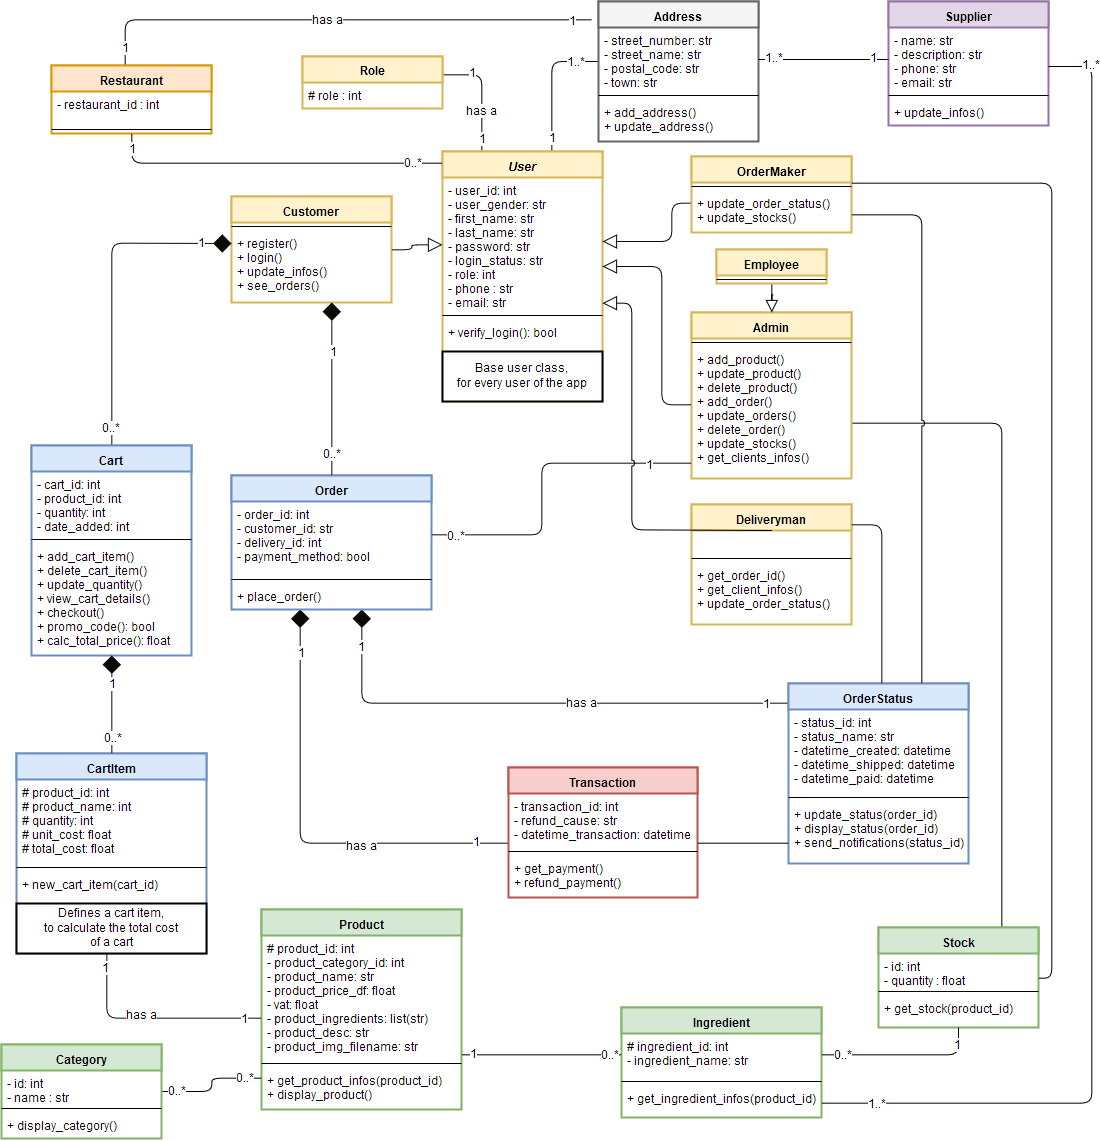 has a
1
1
Address
- street_number: str
- street_name: str
- postal_code: str
- town: str
+ add_address()
+ update_address()
1..*
1
Supplier
- name: str
- description: str
- phone: str
- email: str
+ update_infos()
1..*
Restaurant
- restaurant_id : int
1
0..*
Role
# role : int
1
has a
1
1..*
1
User
- user_id: int
- user_gender: str
- first_name: str
- last_name: str
- password: str
- login_status: str
- role: int
- phone : str
- email: str
+ verify_login(): bool
Base user class,
for every user of the app
OrderMaker
+ update_order_status()
+ update_stocks()
Customer
+ register()
+ login()
+ update_infos()
+ see_orders()
1
0..*
1
0..*
Employee
Admin
+ add_product()
+ update_product()
+ delete_product()
+ add_order()
+ update_orders()
+ delete_order()
+ update_stocks()
+ get_clients_infos()
1
0..*
Cart
- cart_id: int
- product_id: int
- quantity: int
- date_added: int
+ add_cart_item()
+ delete_cart_item()
+ update_quantity()
+ view_cart_details()
+ checkout()
+ promo_code(): bool
+ calc_total_price(): float
1
0..*
Order
- order_id: int
- customer_id: str
- delivery_id: int
- payment_method: bool
+ place_order()
1
1
has a
1
Deliveryman
+ get_order_id()
+ get_client_infos()
+ update_order_status()
OrderStatus
- status_id: int
- status_name: str
- datetime_created: datetime
- datetime_shipped: datetime
- datetime_paid: datetime
+ update_status(order_id)
+ display_status(order_id)
+ send_notifications(status_id)
CartItem
# product_id: int
# product_name: int
# quantity: int
# unit_cost: float
# total_cost: float
+ new_cart_item(cart_id)
Defines a cart item,
to calculate the total cost
of a cart
1
has a
1
Transaction
- transaction_id: int
- refund_cause: str
- datetime_transaction: datetime
+ get_payment()
+ refund_payment()
has a
1
Product
# product_id: int
- product_category_id: int
- product_name: str
- product_price_df: float
- vat: float
- product_ingredients: list(str)
- product_desc: str
- product_img_filename: str
+ get_product_infos(product_id)
+ display_product()
1
0..*
Stock
- id: int
- quantity : float
+ get_stock(product_id)
1
0..*
Ingredient
# ingredient_id: int
- ingredient_name: str
+ get_ingredient_infos(product_id)
1..*
Category
- id: int
- name : str
+ display_category()
0..*
0..*